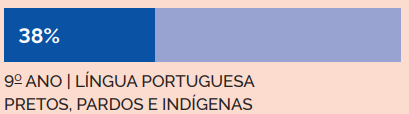 38%
9º ANO | LÍNGUA PORTUGUESA
PRETOS, PARDOS E INDÍGENAS